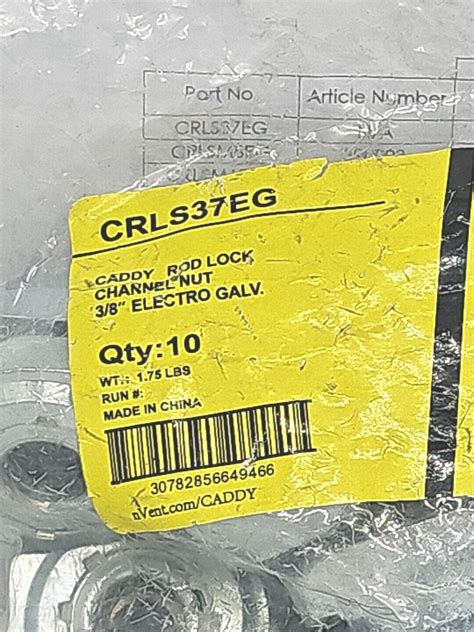 Part No Article Number
CRLS37EG
CRLS37EG
CADDY ROD LOCK
CHANNEL NUT
3/8" ELECTRO GALV.
Qty:10
WT.: 1.75 LBS
RUN #:
MADE IN CHINA
30782856649466
nVent.com/CADDY